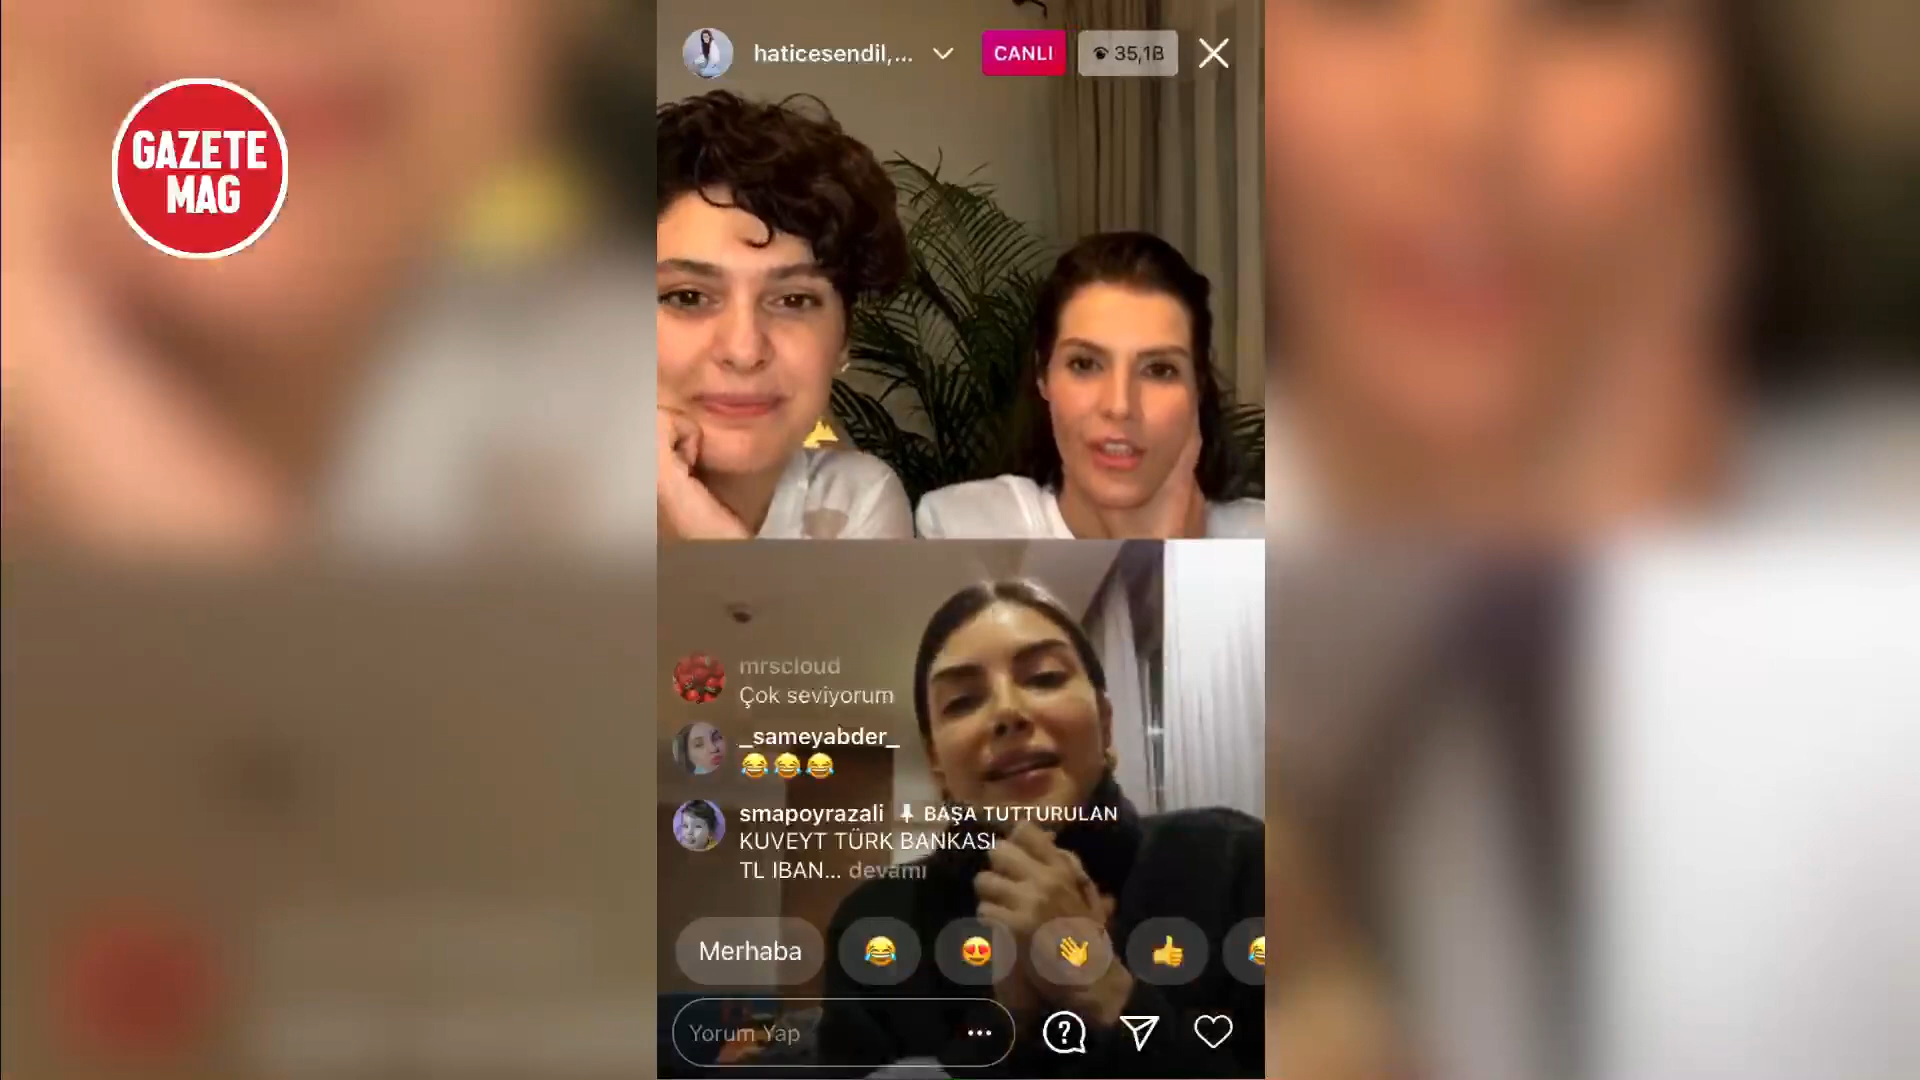 GAZETE
MAG
haticesendil,...
CANLI
35,1B
mrscloud
Çok seviyorum
_sameyabder_
😂😂😂
smapoyrazali BAŞA TUTTURULAN
KUVEYT TÜRK BANKASI
TL IBAN... devamı
Merhaba
Yorum Yap